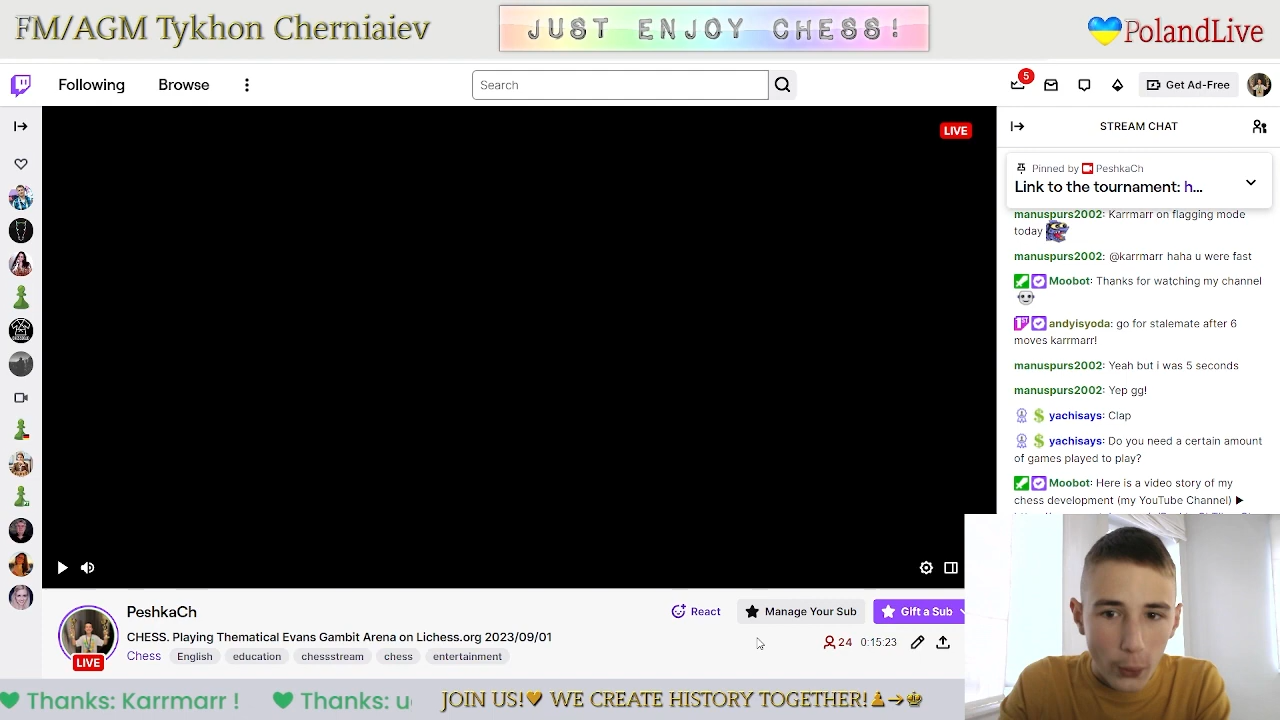 FM/AGM Tykhon Cherniaiev
JUST ENJOY CHESS!
PolandLive
Following
Browse
Search
5
Get Ad-Free
LIVE
STREAM CHAT
Pinned by PeshkaCh
Link to the tournament: h...
manuspurs2002: Karrmarr on flagging mode
today
manuspurs2002: @karrmarr haha u were fast
Moobot: Thanks for watching my channel
andyisyoda: go for stalemate after 6
moves karrmarr!
manuspurs2002: Yeah but i was 5 seconds
manuspurs2002: Yep gg!
yachisays: Clap
yachisays: Do you need a certain amount
of games played to play?
Moobot: Here is a video story of my
chess development (my YouTube Channel) ▶
PeshkaCh
React
Manage Your Sub
Gift a Sub
CHESS. Playing Thematical Evans Gambit Arena on Lichess.org 2023/09/01
Chess English education chessstream chess entertainment
24
0:15:23
LIVE
Thanks: Karrmarr !
Thanks:
JOIN US!♥ WE CREATE HISTORY TOGETHER!♟→♚